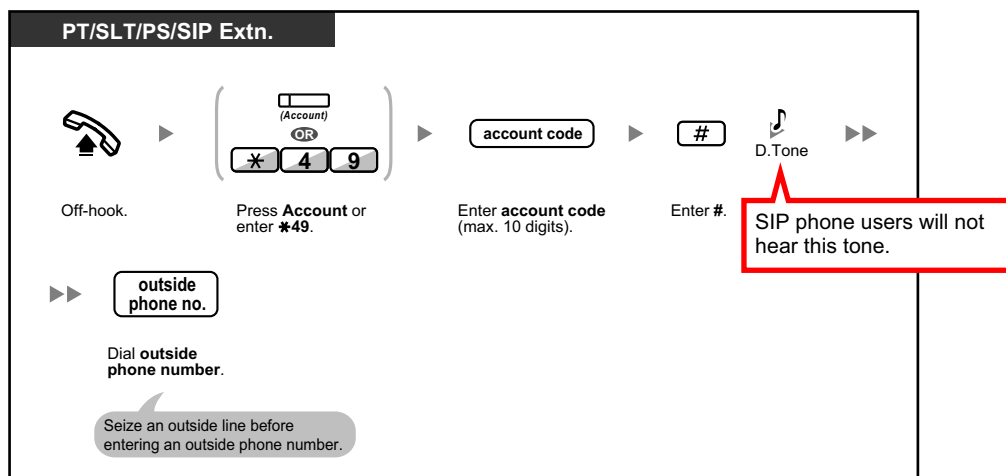 PT/SLT/PS/SIP Extn.
(Account)
OR
✱ 4 9
account code
#
D.Tone
Off-hook.
Press Account or
enter ✱49.
Enter account code
(max. 10 digits).
Enter #.
SIP phone users will not
hear this tone.
outside
phone no.
Dial outside
phone number.
Seize an outside line before
entering an outside phone number.